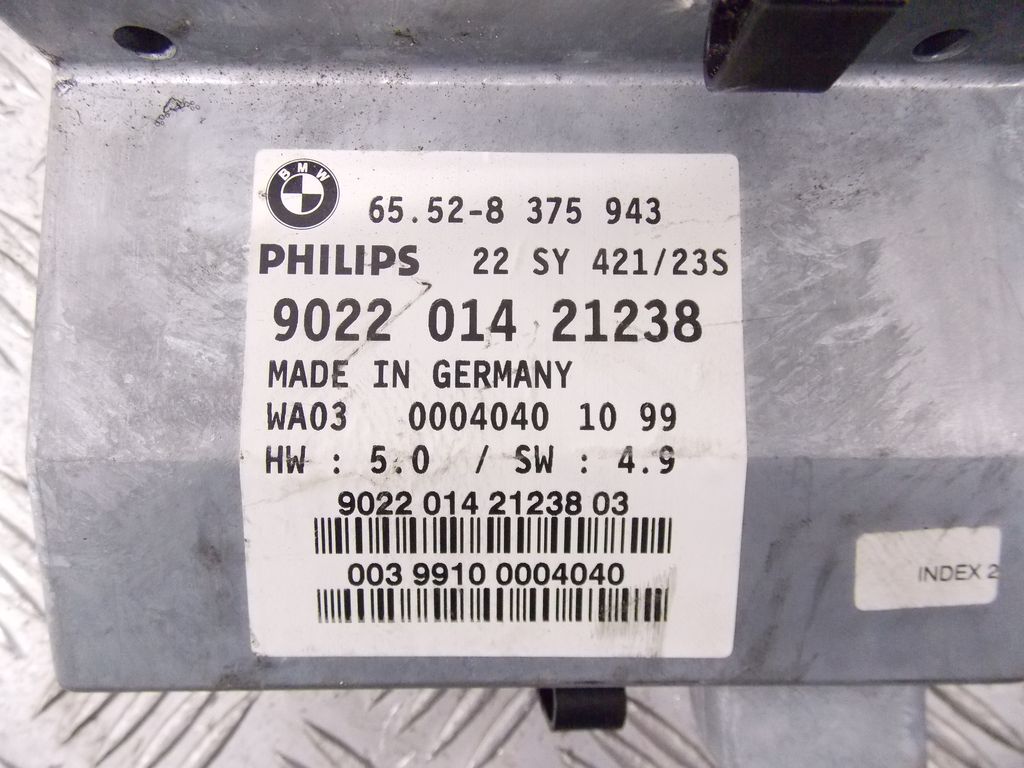 BMW
65.52-8 375 943
PHILIPS 22 SY 421/23S
9022 014 21238
MADE IN GERMANY
WA03 0004040 10 99
HW : 5.0 / SW : 4.9
9022 014 21238 03
003 9910 0004040
INDEX 2